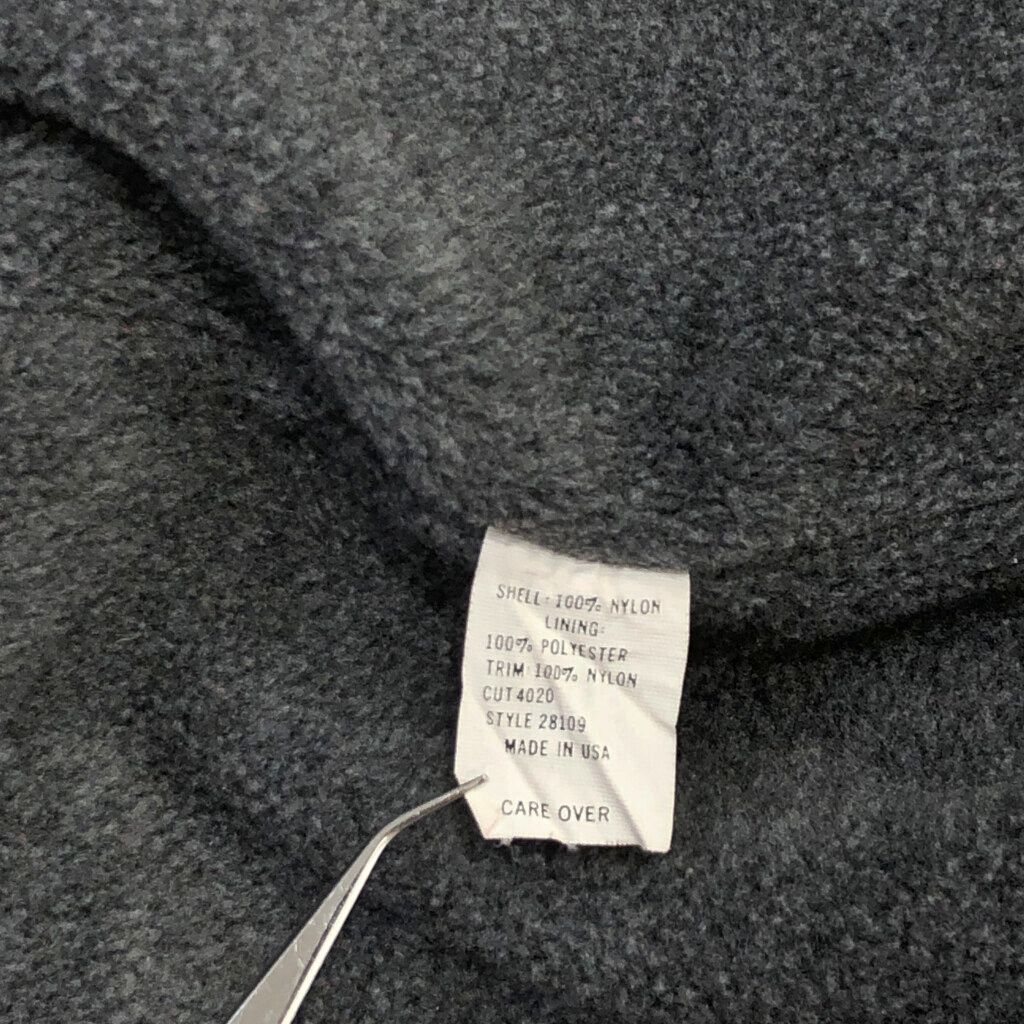 SHELL: 100% NYLON
LINING:
100% POLYESTER
TRIM: 100% NYLON
CUT 4020
STYLE 28109
MADE IN USA
CARE OVER